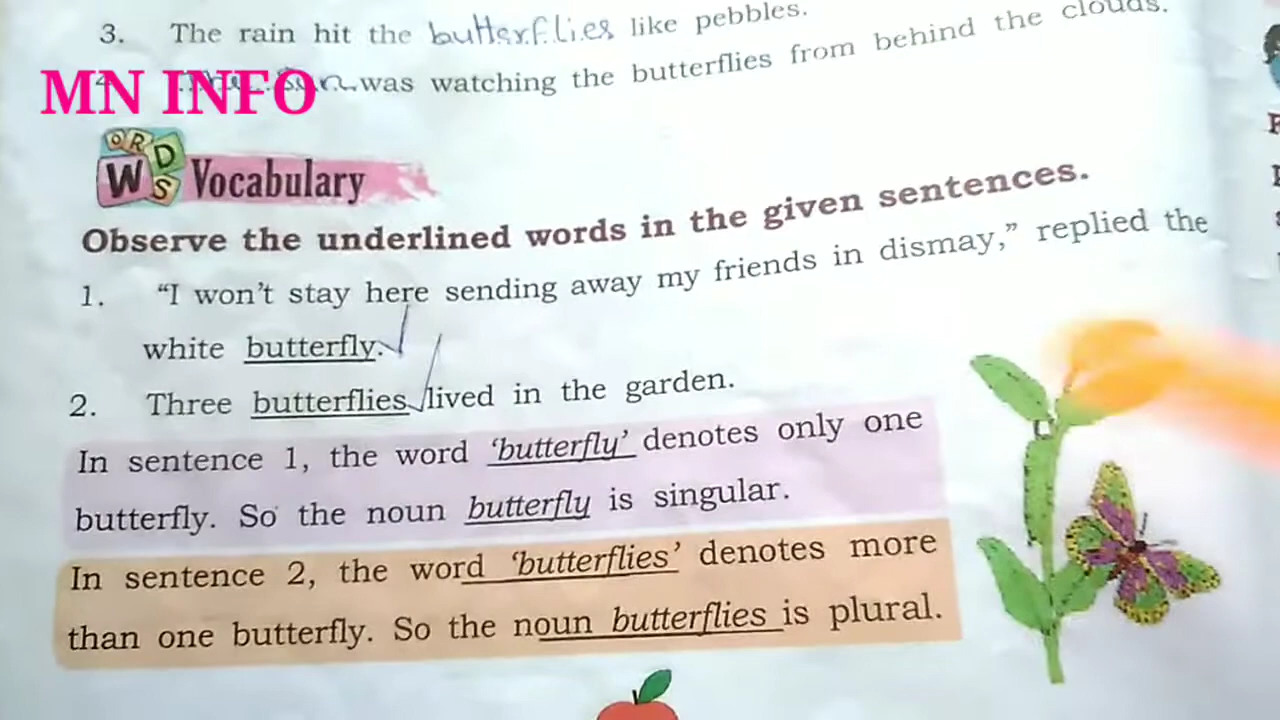 3. The rain hit the butterflies like pebbles.
4. The Sun was watching the butterflies from behind the clouds.
MN INFO
WORDS Vocabulary
Observe the underlined words in the given sentences.
1. “I won’t stay here sending away my friends in dismay,” replied the
white butterfly.
2. Three butterflies lived in the garden.
In sentence 1, the word ‘butterfly’ denotes only one
butterfly. So the noun butterfly is singular.
In sentence 2, the word ‘butterflies’ denotes more
than one butterfly. So the noun butterflies is plural.